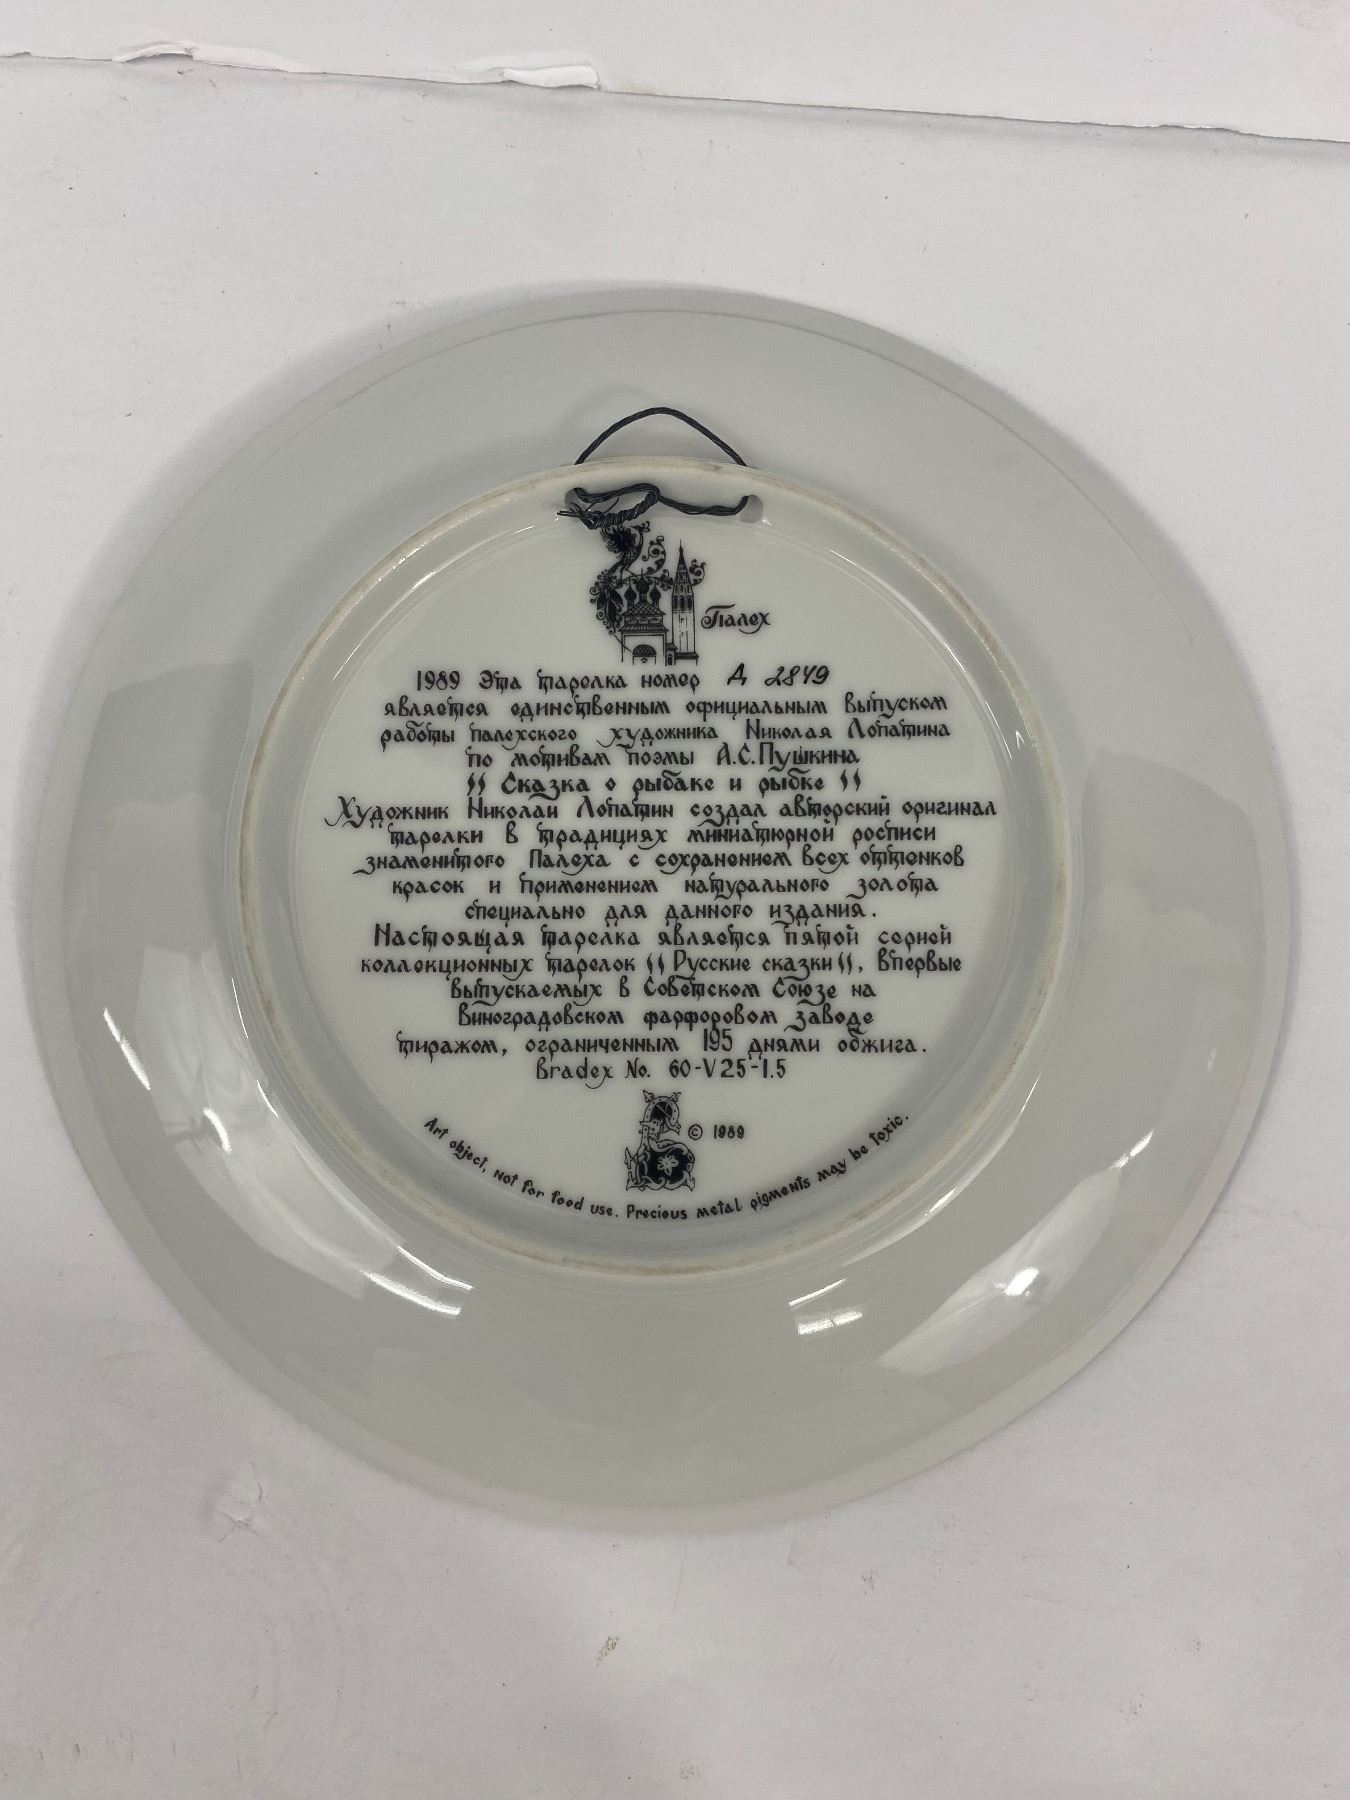 Палех
1989 Эта тарелка номер А 2849
является единственным официальным выпуском
работы палехского художника Николая Лопатина
по мотивам поэмы А.С.Пушкина
" Сказка о рыбаке и рыбке "
Художник Николай Лопатин создал авторский оригинал
тарелки в традициях миниатюрной росписи
знаменитого Палеха с сохранением всех оттенков
красок и применением натурального золота
специально для данного издания.
Настоящая тарелка является пятой серией
коллекционных тарелок " Русские сказки ", впервые
выпускаемых в Советском Союзе на
Виноградовском фарфоровом заводе
тиражом, ограниченным 195 днями обжига.
Bradex No. 60-V25-1.5
© 1989
Art object, not for food use. Precious metal pigments may be toxic.